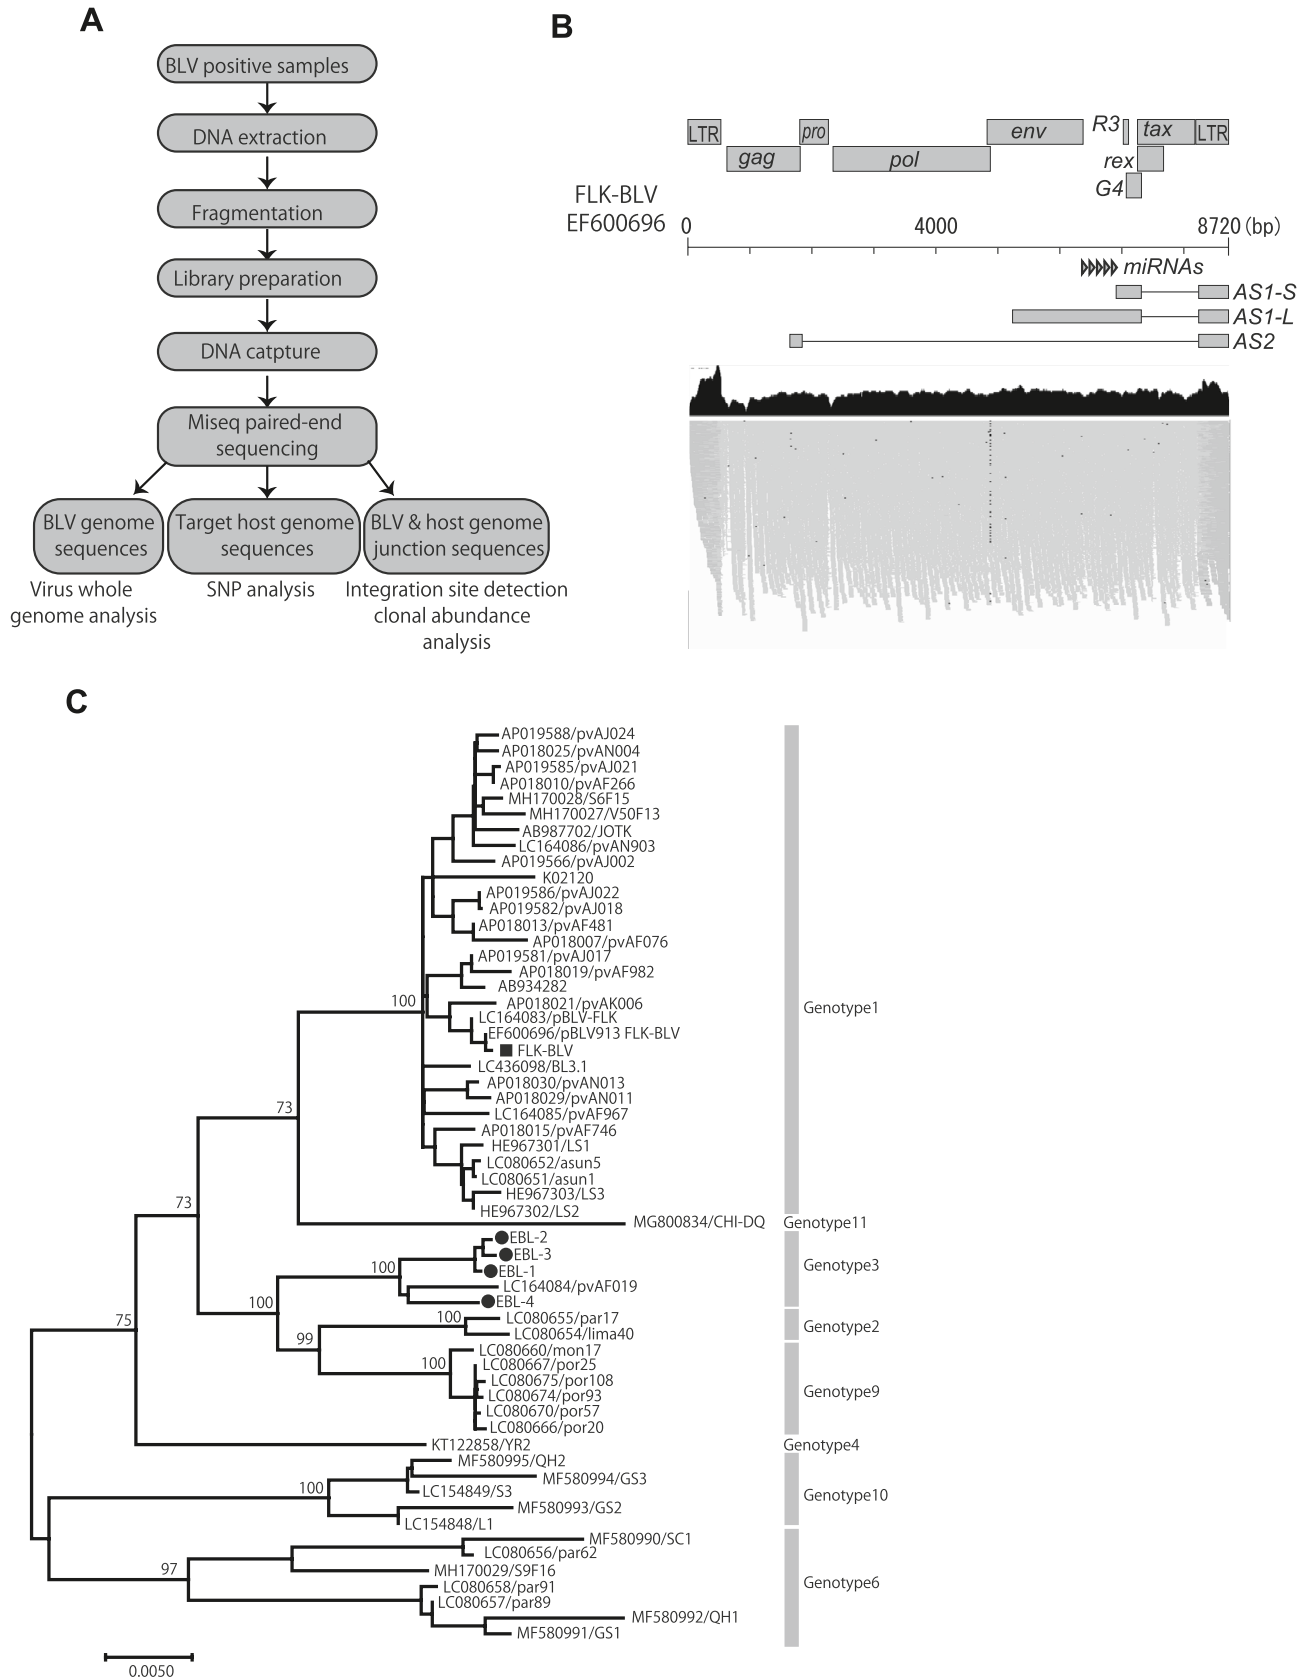 A
BLV positive samples
DNA extraction
Fragmentation
Library preparation
DNA catpture
Miseq paired-end
sequencing
BLV genome
sequences
Target host genome
sequences
BLV & host genome
junction sequences
Virus whole
genome analysis
SNP analysis
Integration site detection
clonal abundance
analysis
B
LTR
gag
pro
pol
env
R3
rex
G4
tax
LTR
FLK-BLV
EF600696
0
4000
8720 (bp)
miRNAs
AS1-S
AS1-L
AS2
C
AP019588/pvAJ024
AP018025/pvAN004
AP019585/pvAJ021
AP018010/pvAF266
MH170028/S6F15
MH170027/V50F13
AB987702/JOTK
LC164086/pvAN903
AP019566/pvAJ002
K02120
AP019586/pvAJ022
AP019582/pvAJ018
AP018013/pvAF481
AP018007/pvAF076
AP019581/pvAJ017
AP018019/pvAF982
AB934282
100
AP018021/pvAK006
Genotype1
LC164083/pBLV-FLK
EF600696/pBLV913 FLK-BLV
FLK-BLV
LC436098/BL3.1
AP018030/pvAN013
AP018029/pvAN011
73
LC164085/pvAF967
AP018015/pvAF746
HE967301/LS1
LC080652/asun5
LC080651/asun1
73
HE967303/LS3
HE967302/LS2
MG800834/CHI-DQ
Genotype11
EBL-2
EBL-3
100
EBL-1
Genotype3
LC164084/pvAF019
100
EBL-4
75
100
LC080655/par17
Genotype2
LC080654/lima40
99
LC080660/mon17
100
LC080667/por25
LC080675/por108
Genotype9
LC080674/por93
LC080670/por57
LC080666/por20
KT122858/YR2
Genotype4
MF580995/QH2
MF580994/GS3
100
LC154849/S3
Genotype10
MF580993/GS2
LC154848/L1
MF580990/SC1
LC080656/par62
97
MH170029/S9F16
Genotype6
LC080658/par91
LC080657/par89
MF580992/QH1
MF580991/GS1
0.0050